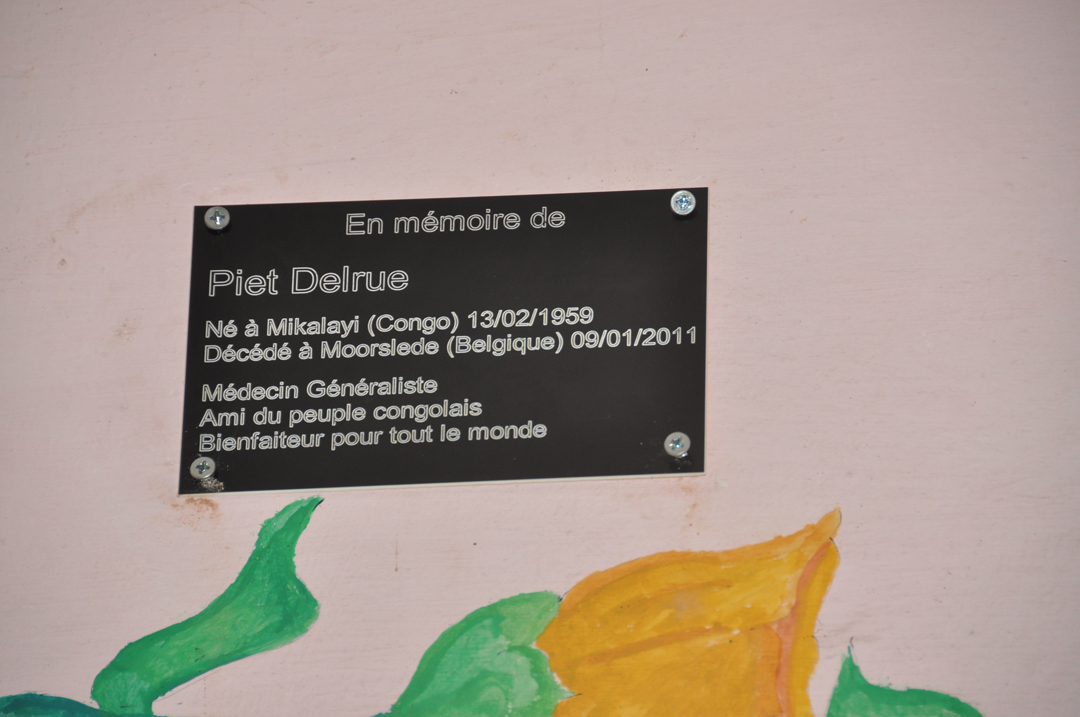 En mémoire de
Piet Delrue
Né à Mikalayi (Congo) 13/02/1959
Décédé à Moorslede (Belgique) 09/01/2011
Médecin Généraliste
Ami du peuple congolais
Bienfaiteur pour tout le monde